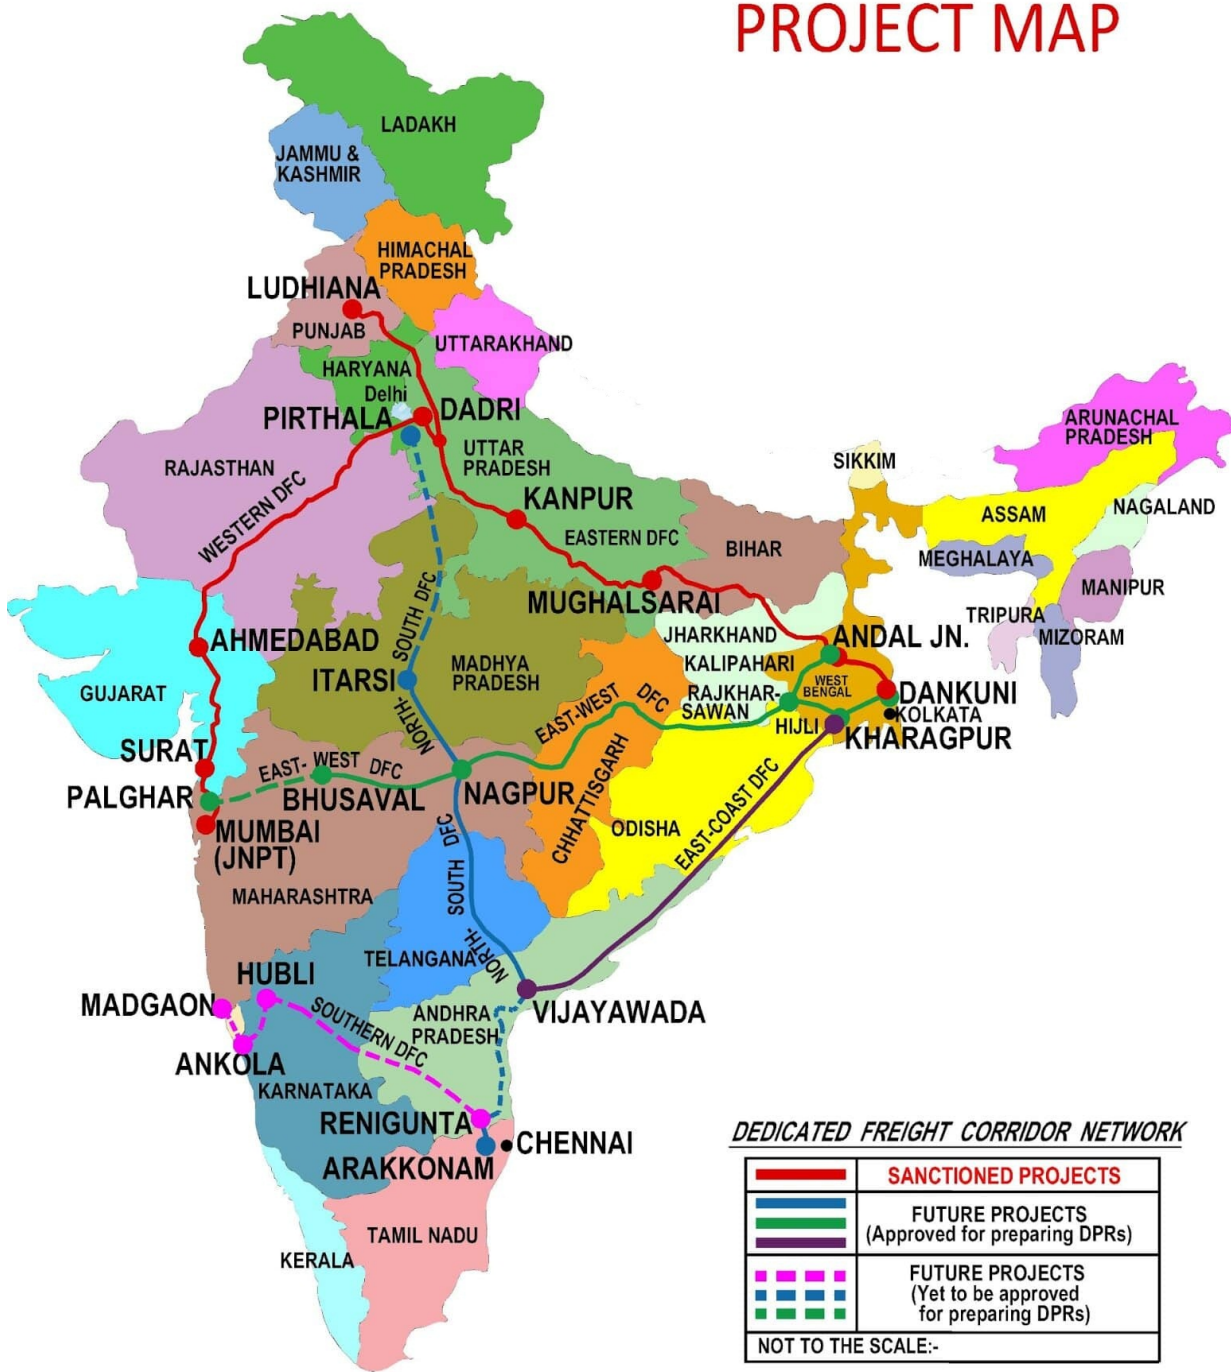 PROJECT MAP
LADAKH
JAMMU &
KASHMIR
HIMACHAL
PRADESH
LUDHIANA
PUNJAB
UTTARAKHAND
HARYANA
Delhi
PIRTHALA
DADRI
ARUNACHAL
PRADESH
RAJASTHAN
UTTAR
PRADESH
SIKKIM
WESTERN DFC
KANPUR
ASSAM
NAGALAND
EASTERN DFC
BIHAR
MEGHALAYA
MANIPUR
MUGHALSARAI
TRIPURA
MIZORAM
AHMEDABAD
NORTH-
SOUTH DFC
JHARKHAND
ANDAL JN.
KALIPAHARI
GUJARAT
ITARSI
MADHYA
PRADESH
WEST
BENGAL
RAJKHAR-
SAWAN
DANKUNI
KOLKATA
EAST-WEST DFC
HIJLI
KHARAGPUR
SURAT
EAST- WEST DFC
PALGHAR
BHUSAVAL
NAGPUR
CHHATTISGARH
MUMBAI
(JNPT)
ODISHA
EAST-COAST DFC
MAHARASHTRA
NORTH-
SOUTH DFC
TELANGANA
HUBLI
MADGAON
SOUTHERN DFC
ANDHRA
PRADESH
VIJAYAWADA
ANKOLA
KARNATAKA
RENIGUNTA
CHENNAI
ARAKKONAM
TAMIL NADU
KERALA
DEDICATED FREIGHT CORRIDOR NETWORK
SANCTIONED PROJECTS
FUTURE PROJECTS
(Approved for preparing DPRs)
FUTURE PROJECTS
(Yet to be approved
for preparing DPRs)
NOT TO THE SCALE:-